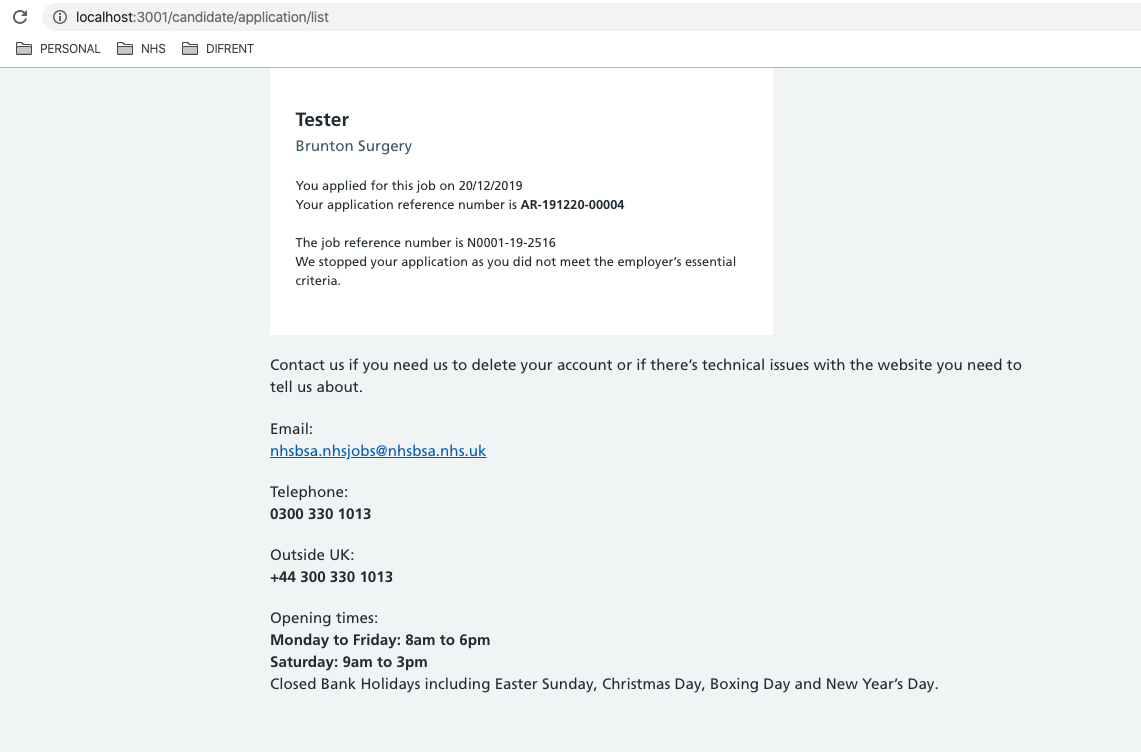 localhost:3001/candidate/application/list
PERSONAL NHS DIFRENT
Tester
Brunton Surgery
You applied for this job on 20/12/2019
Your application reference number is AR-191220-00004
The job reference number is N0001-19-2516
We stopped your application as you did not meet the employer’s essential
criteria.
Contact us if you need us to delete your account or if there’s technical issues with the website you need to
tell us about.
Email:
nhsbsa.nhsjobs@nhsbsa.nhs.uk
Telephone:
0300 330 1013
Outside UK:
+44 300 330 1013
Opening times:
Monday to Friday: 8am to 6pm
Saturday: 9am to 3pm
Closed Bank Holidays including Easter Sunday, Christmas Day, Boxing Day and New Year’s Day.